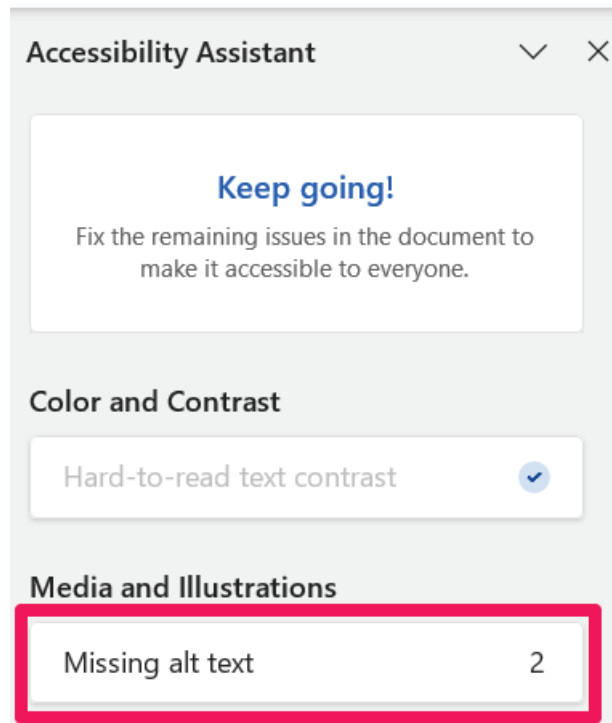 Accessibility Assistant
Keep going!
Fix the remaining issues in the document to
make it accessible to everyone.
Color and Contrast
Hard-to-read text contrast
Media and Illustrations
Missing alt text 2